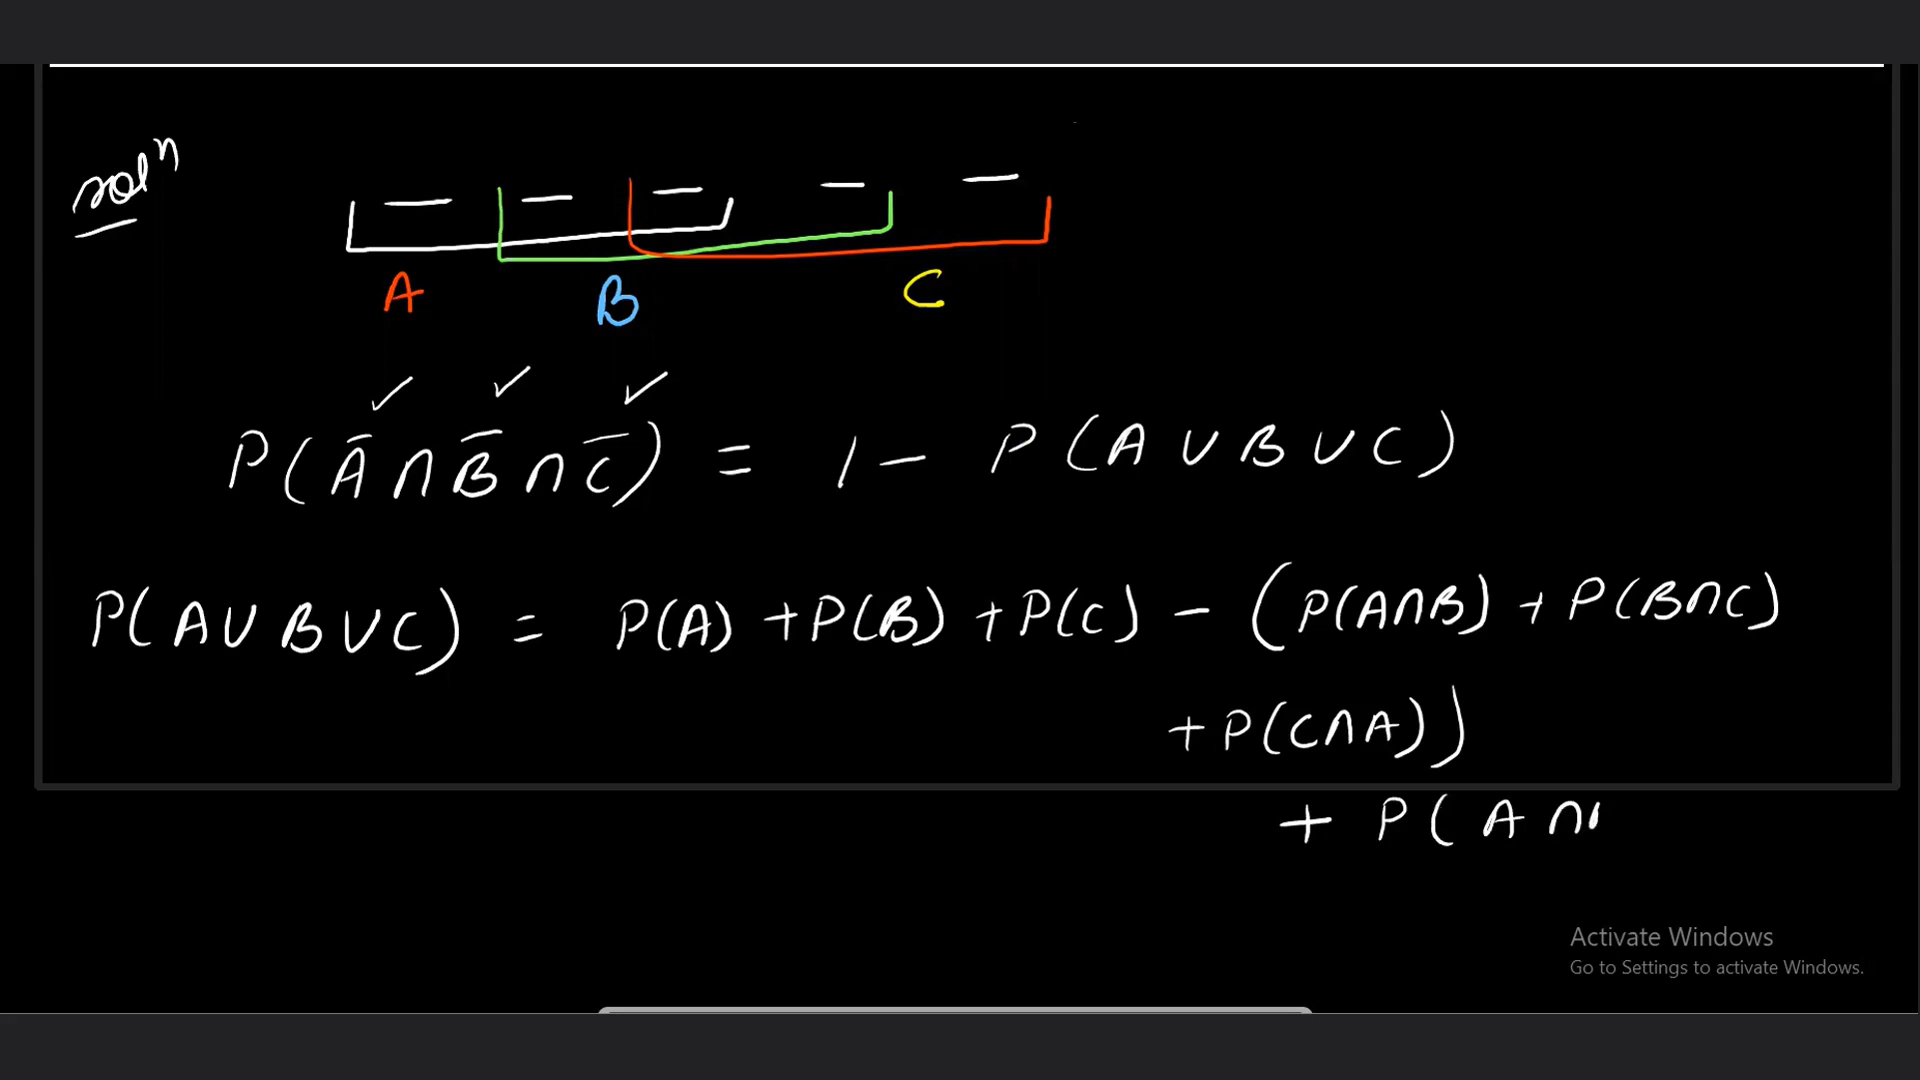 solⁿ
A B C
P(A̅ ∩ B̅ ∩ C̅) = 1 - P(A ∪ B ∪ C)
P(A ∪ B ∪ C) = P(A) + P(B) + P(C) - (P(A∩B) + P(B∩C)
+ P(C∩A))
+ P(A ∩
Activate Windows
Go to Settings to activate Windows.